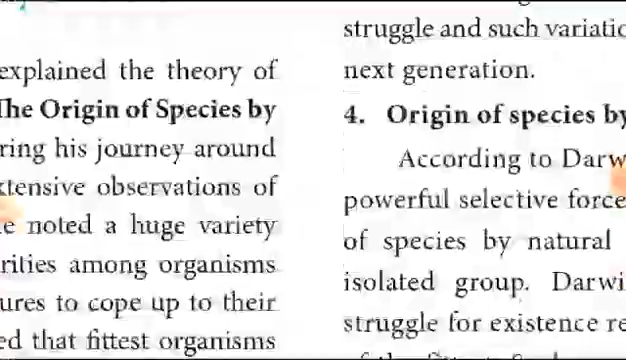 explained the theory of
The Origin of Species by
ring his journey around
xtensive observations of
e noted a huge variety
rities among organisms
ures to cope up to their
ed that fittest organisms
struggle and such variatio
next generation.
4. Origin of species by
According to Darw
powerful selective force
of species by natural
isolated group. Darwi
struggle for existence re